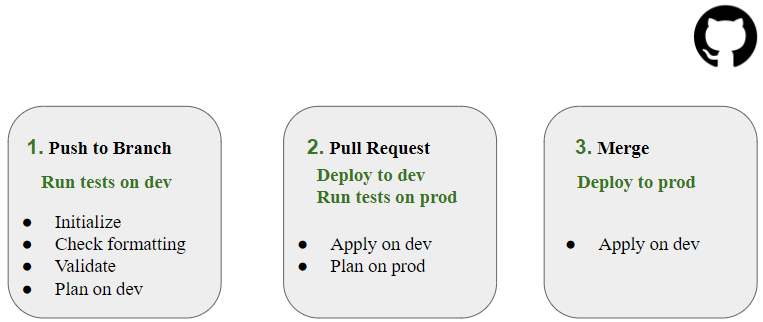 1. Push to Branch
Run tests on dev
● Initialize
● Check formatting
● Validate
● Plan on dev
2. Pull Request
Deploy to dev
Run tests on prod
● Apply on dev
● Plan on prod
3. Merge
Deploy to prod
● Apply on dev